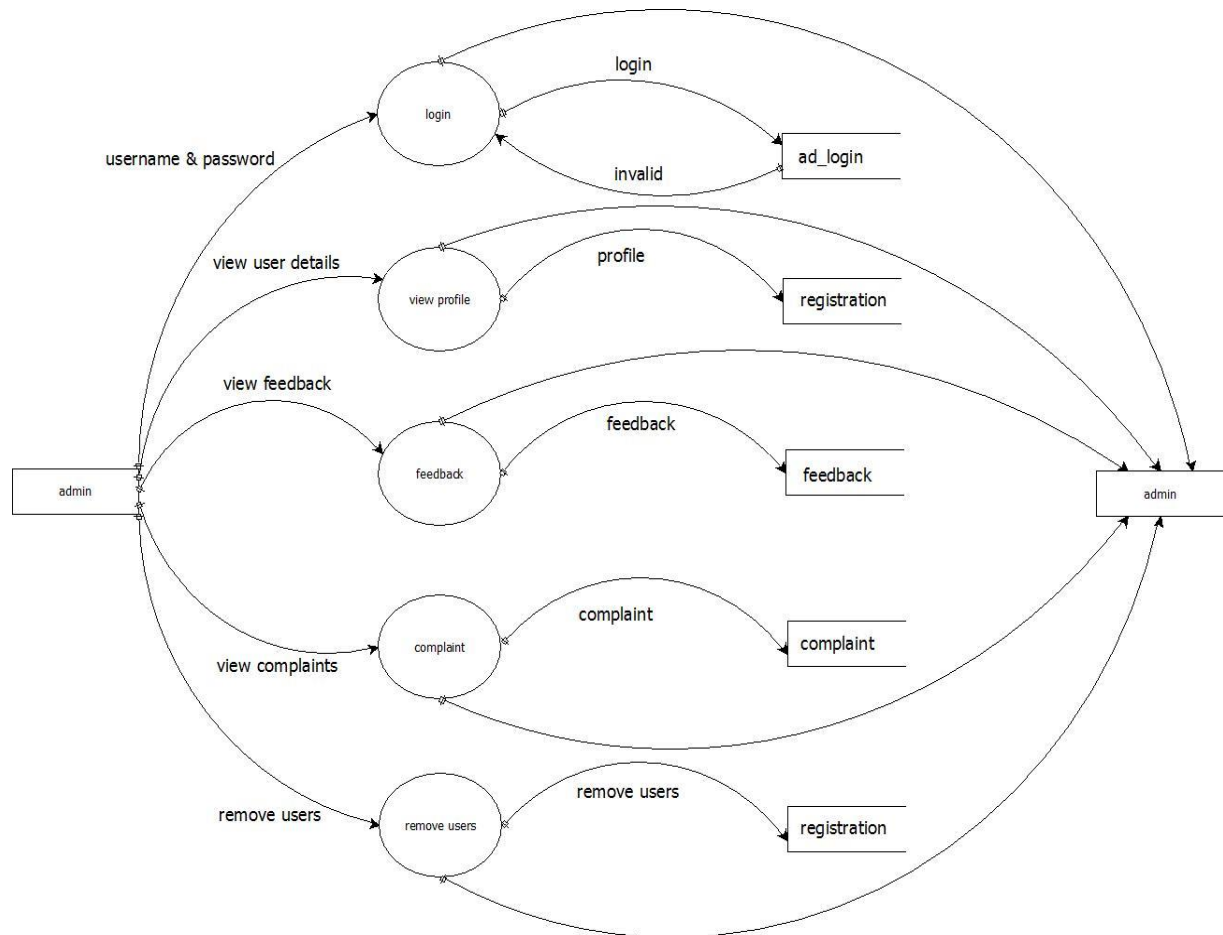 login
login
ad_login
username & password
invalid
view user details
profile
view profile
registration
view feedback
feedback
feedback
feedback
admin
admin
complaint
complaint
complaint
view complaints
remove users
remove users
remove users
registration